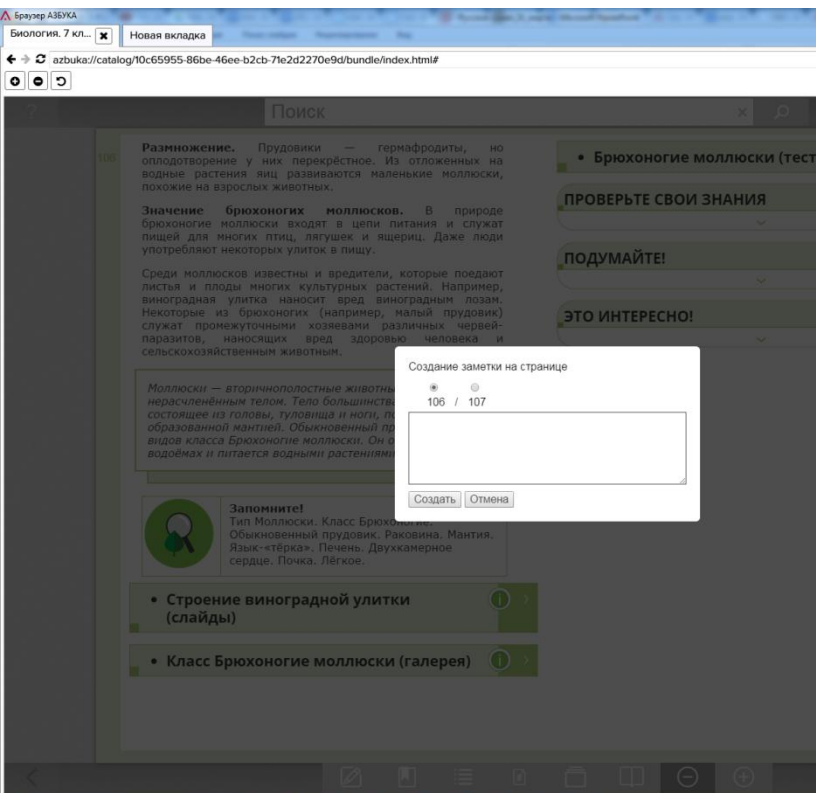 Браузер АЗБУКА
Биология. 7 кл...
Новая вкладка
azbuka://catalog/10c65955-86be-46ee-b2cb-71e2d2270e9d/bundle/index.html#
?
Поиск
106
Размножение. Прудовики — гермафродиты, но
оплодотворение у них перекрёстное. Из отложенных на
водные растения яиц развиваются маленькие моллюски,
похожие на взрослых животных.
Значение брюхоногих моллюсков. В природе
брюхоногие моллюски входят в цепи питания и служат
пищей для многих птиц, лягушек и ящериц. Даже люди
употребляют некоторых улиток в пищу.
Среди моллюсков известны и вредители, которые поедают
листья и плоды многих культурных растений. Например,
виноградная улитка наносит вред виноградным лозам.
Некоторые из брюхоногих (например, малый прудовик)
служат промежуточными хозяевами различных червей-
паразитов, наносящих вред здоровью человека и
сельскохозяйственным животным.
Моллюски — вторичнополостные животны
нерасчленённым телом. Тело большинства
состоящее из головы, туловища и ноги, по
образованной мантией. Обыкновенный пр
видов класса Брюхоногие моллюски. Он о
водоёмах и питается водными растениями
Запомните!
Тип Моллюски. Класс Брюхоногие.
Обыкновенный прудовик. Раковина. Мантия.
Язык-«тёрка». Печень. Двухкамерное
сердце. Почка. Лёгкое.
• Строение виноградной улитки
(слайды)
• Класс Брюхоногие моллюски (галерея)
• Брюхоногие моллюски (тест
ПРОВЕРЬТЕ СВОИ ЗНАНИЯ
ПОДУМАЙТЕ!
ЭТО ИНТЕРЕСНО!
Создание заметки на странице
106 / 107
Создать Отмена